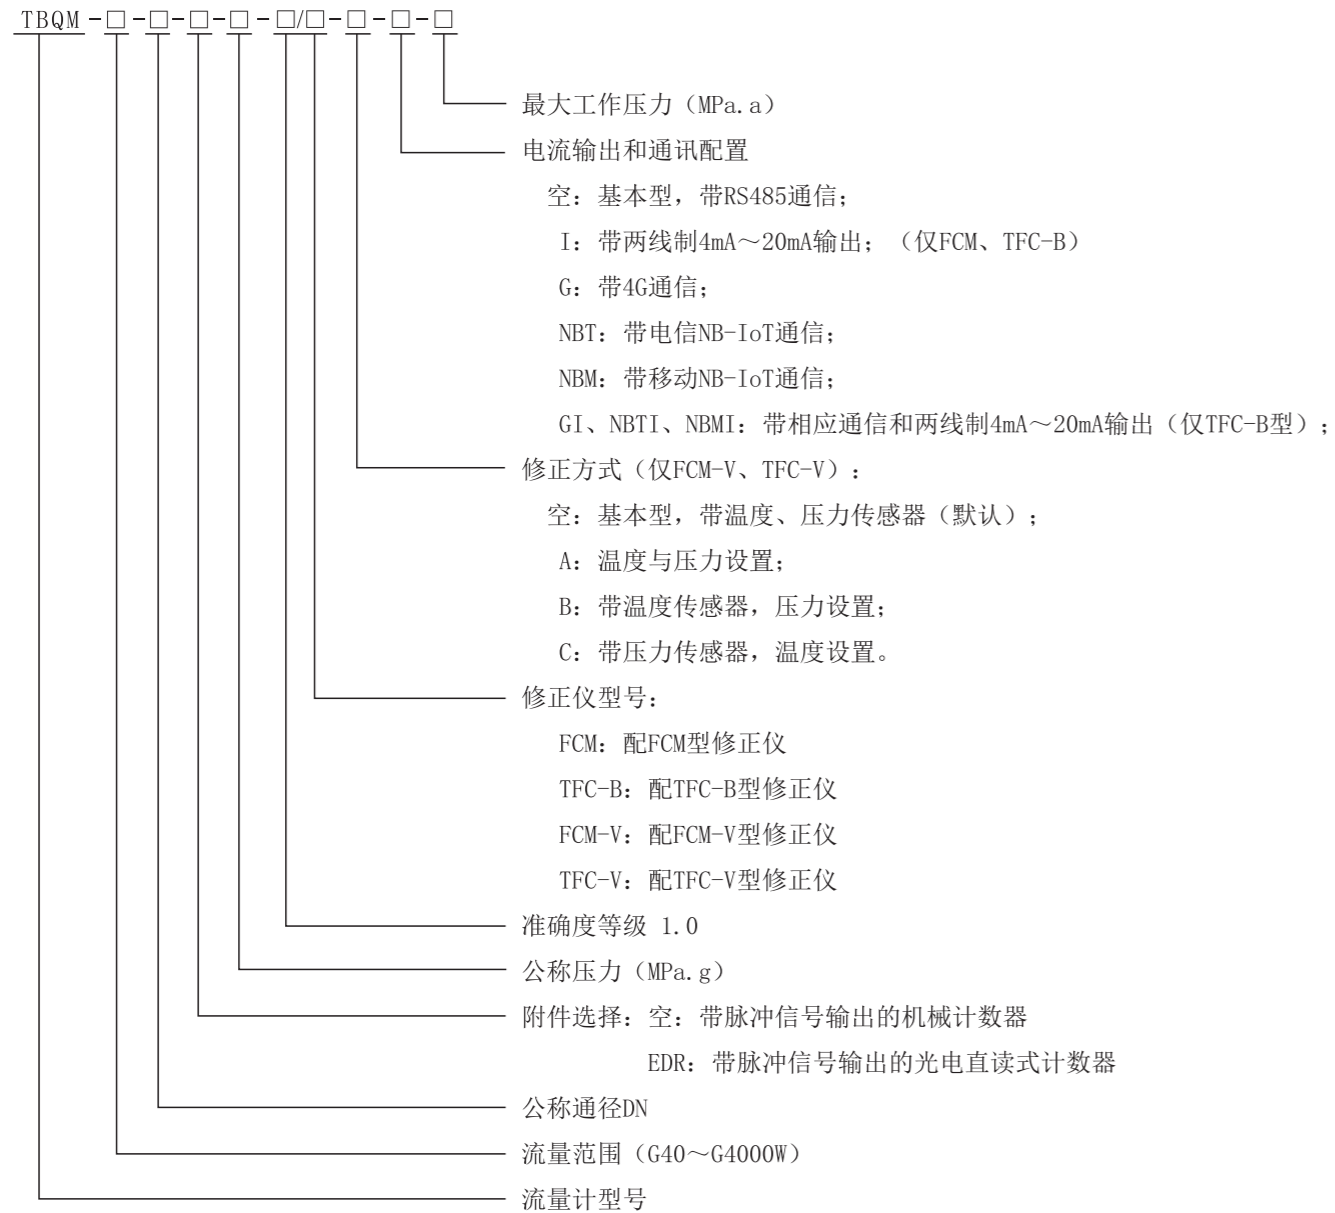 TBQM-□-□-□-□-□/□-□-□-□
最大工作压力（MPa.a）
电流输出和通讯配置
空：基本型，带RS485通信；
I：带两线制4mA～20mA输出；（仅FCM、TFC-B）
G：带4G通信；
NBT：带电信NB-IoT通信；
NBM：带移动NB-IoT通信；
GI、NBTI、NBMI：带相应通信和两线制4mA～20mA输出（仅TFC-B型）；
修正方式（仅FCM-V、TFC-V）：
空：基本型，带温度、压力传感器（默认）；
A：温度与压力设置；
B：带温度传感器，压力设置；
C：带压力传感器，温度设置。
修正仪型号：
FCM：配FCM型修正仪
TFC-B：配TFC-B型修正仪
FCM-V：配FCM-V型修正仪
TFC-V：配TFC-V型修正仪
准确度等级 1.0
公称压力（MPa.g）
附件选择：空：带脉冲信号输出的机械计数器
EDR：带脉冲信号输出的光电直读式计数器
公称通径DN
流量范围（G40～G4000W）
流量计型号